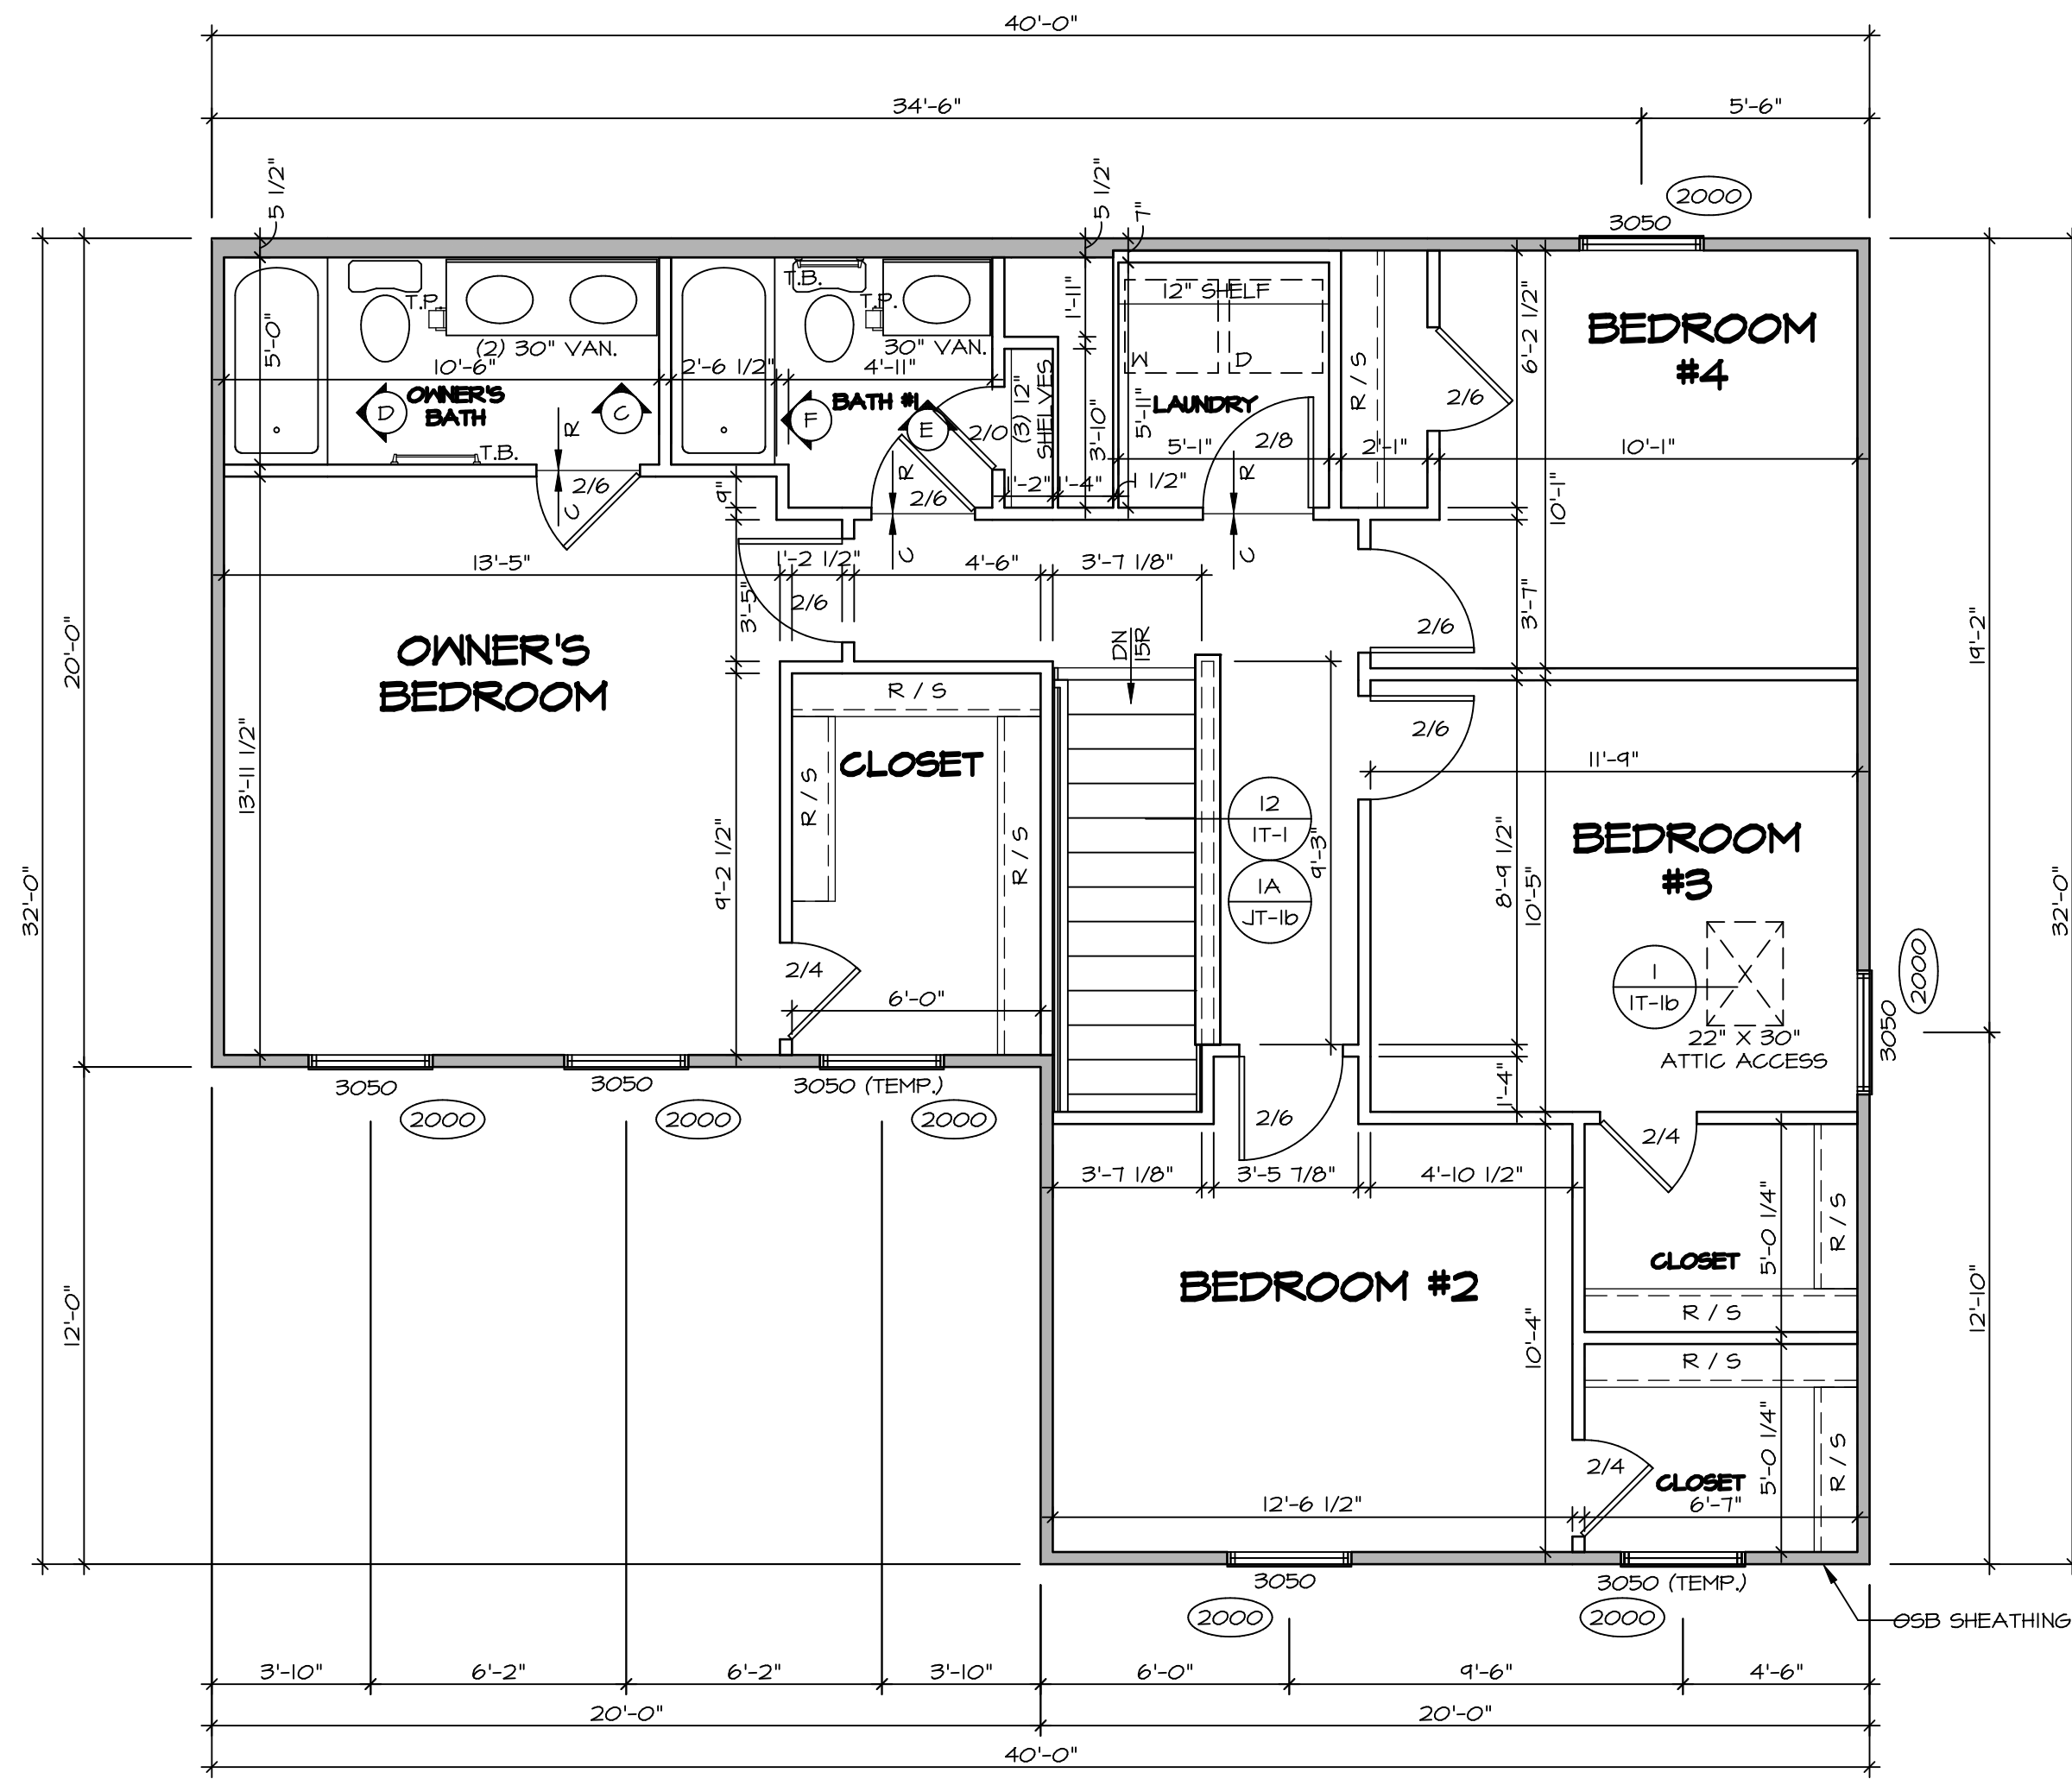 40'-0"
34'-6"
5'-6"
5 1/2"
5 1/2"
7"
2000
3050
T.P.
T.B.
T.P.
12" SHELF
1'-11"
6'-2 1/2"
BEDROOM
#4
5'-0"
(2) 30" VAN.
30" VAN.
10'-6"
2'-6 1/2"
4'-11"
W
D
R / S
2/6
D
OWNER'S
BATH
C
F
BATH #1
E
2/0
(3) 12"
SHELVES
3'-10"
5'-11"
LAUNDRY
R
T.B.
2/6
C
9"
R
2/6
C
1'-2"
1'-4"
1 1/2"
5'-1"
2/8
R
C
2'-1"
10'-1"
10'-1"
13'-5"
1'-2 1/2"
4'-6"
3'-7 1/8"
3'-5"
2/6
3'-7"
2/6
20'-0"
19'-2"
OWNER'S
BEDROOM
DN
15R
R / S
CLOSET
R / S
R / S
13'-11 1/2"
9'-2 1/2"
2/6
11'-9"
12
1T-1
9'-3"
1A
JT-1b
BEDROOM
#3
8'-9 1/2"
10'-5"
32'-0"
32'-0"
2/4
6'-0"
1
1T-1b
22" X 30"
ATTIC ACCESS
2000
3050
3050
3050
3050 (TEMP.)
2000
2000
2000
1'-4"
2/6
2/4
3'-7 1/8"
3'-5 7/8"
4'-10 1/2"
5'-0 1/4"
R / S
CLOSET
R / S
BEDROOM #2
12'-0"
12'-10"
10'-4"
R / S
2/4
CLOSET
5'-0 1/4"
R / S
12'-6 1/2"
6'-7"
3050
3050 (TEMP.)
2000
2000
OSB SHEATHING
3'-10"
6'-2"
6'-2"
3'-10"
6'-0"
9'-6"
4'-6"
20'-0"
20'-0"
40'-0"